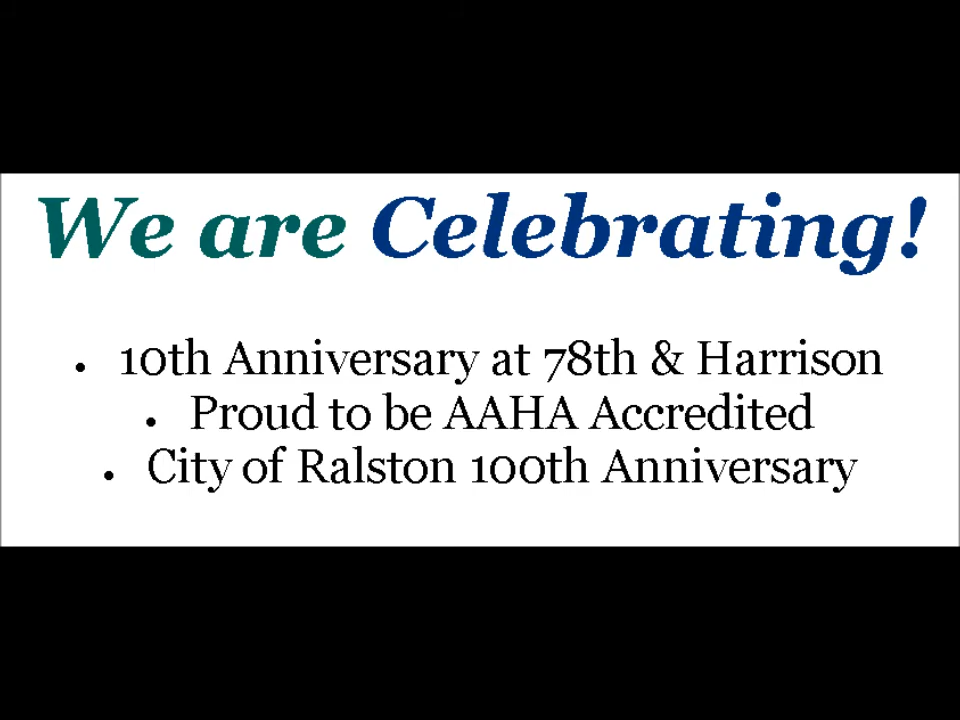 We are Celebrating!
• 10th Anniversary at 78th & Harrison
• Proud to be AAHA Accredited
• City of Ralston 100th Anniversary